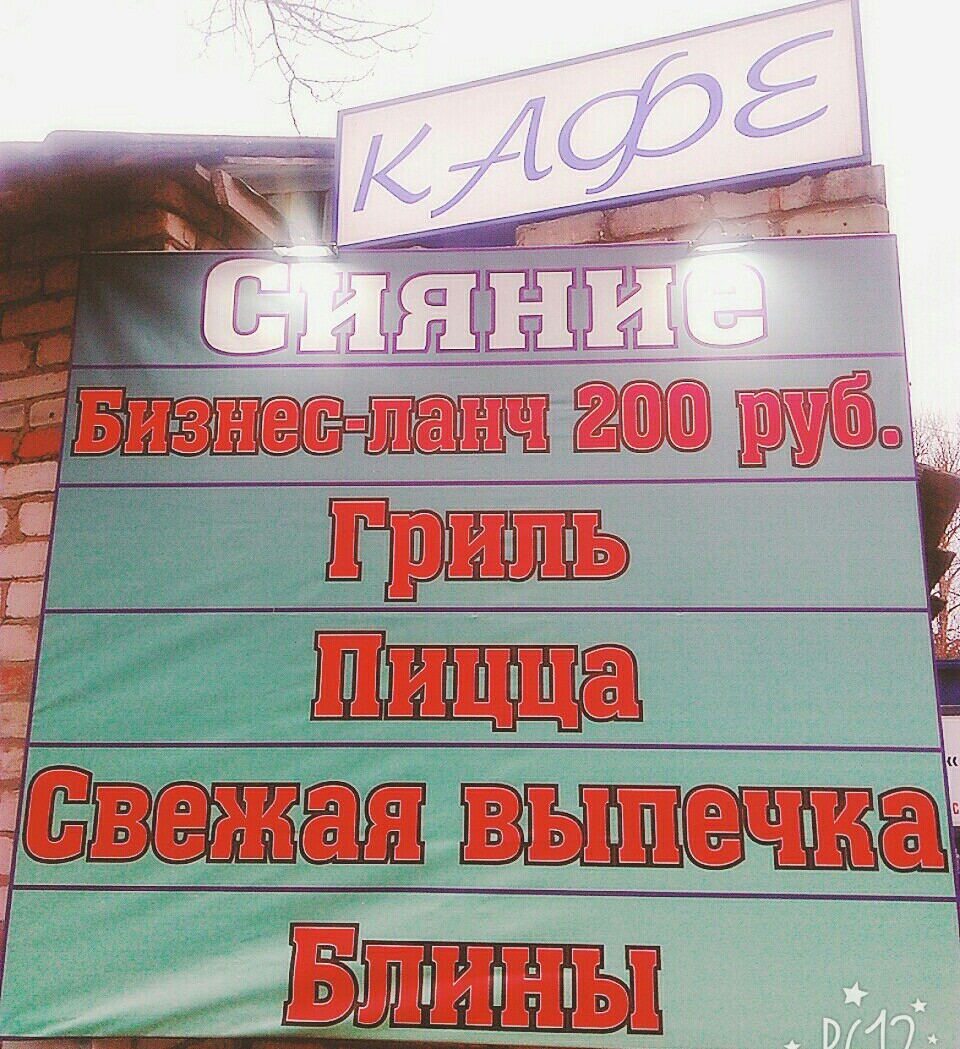 КАФЕ
Сияние
Бизнес-ланч 200 руб.
Гриль
Пицца
Свежая выпечка
Блины